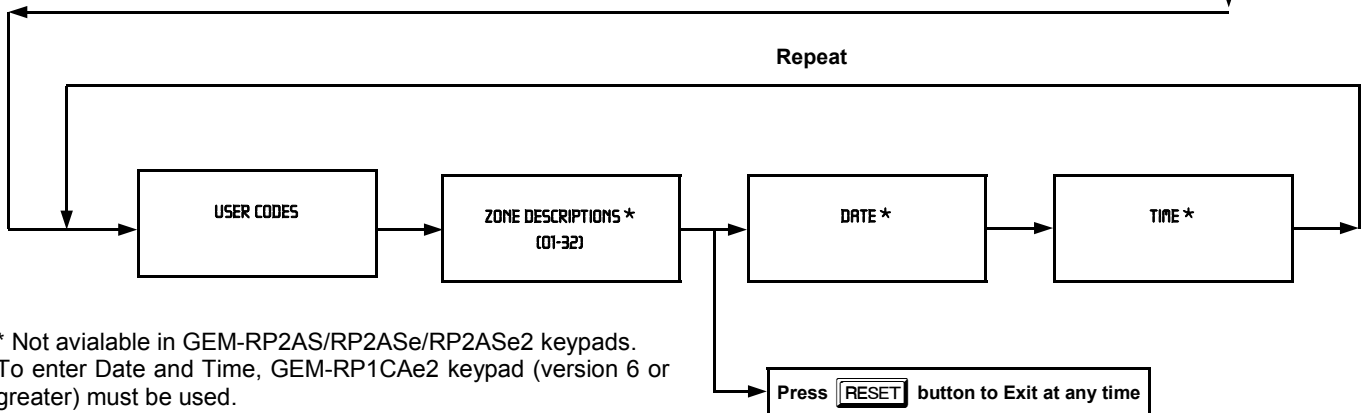 Repeat
USER CODES
ZONE DESCRIPTIONS *
(01-32)
DATE *
TIME *
* Not avialable in GEM-RP2AS/RP2ASe/RP2ASe2 keypads.
To enter Date and Time, GEM-RP1CAe2 keypad (version 6 or
greater) must be used.
Press RESET button to Exit at any time